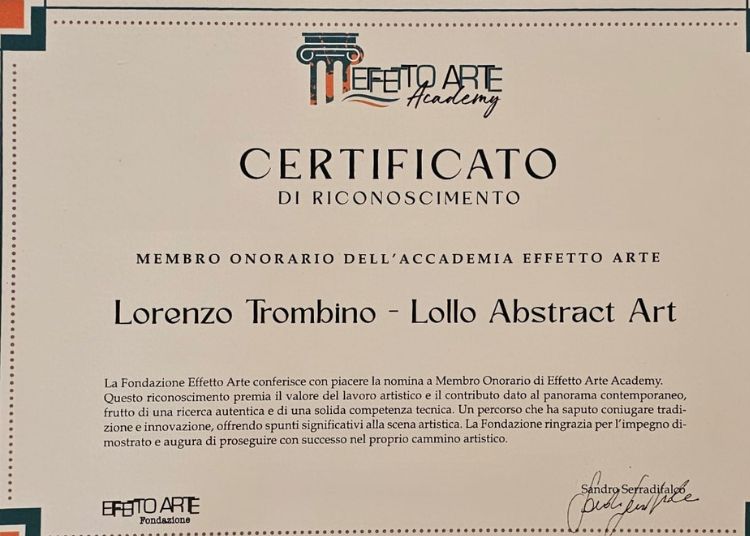 EFFETTO ARTE
Academy
CERTIFICATO
DI RICONOSCIMENTO
MEMBRO ONORARIO DELL'ACCADEMIA EFFETTO ARTE
Lorenzo Trombino - Lollo Abstract Art
La Fondazione Effetto Arte conferisce con piacere la nomina a Membro Onorario di Effetto Arte Academy.
Questo riconoscimento premia il valore del lavoro artistico e il contributo dato al panorama contemporaneo,
frutto di una ricerca autentica e di una solida competenza tecnica. Un percorso che ha saputo coniugare tradi-
zione e innovazione, offrendo spunti significativi alla scena artistica. La Fondazione ringrazia per l'impegno di-
mostrato e augura di proseguire con successo nel proprio cammino artistico.
EFFETTO ARTE
Fondazione
Sandro Serradifalco